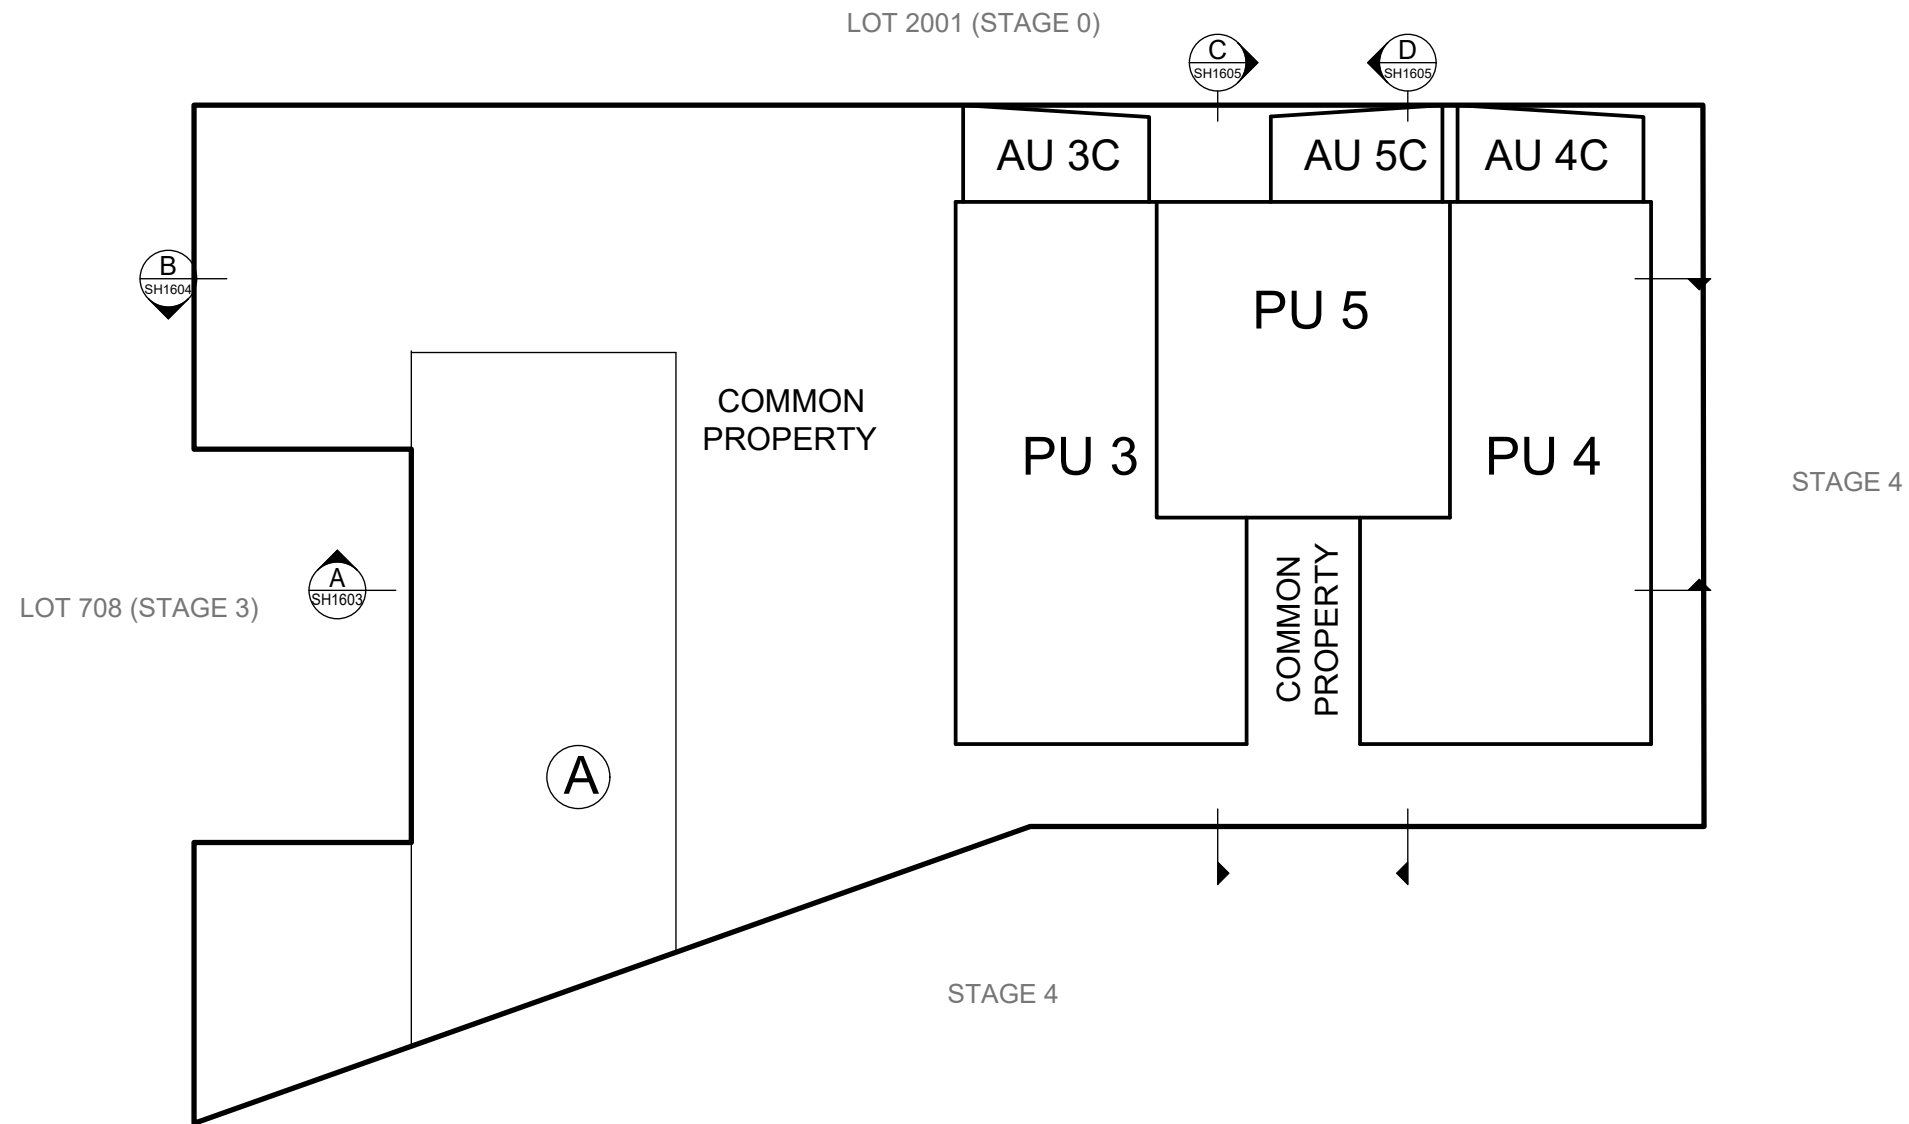 LOT 2001 (STAGE 0)
C
SH1605
D
SH1605
AU 3C
AU 5C
AU 4C
B
SH1604
PU 5
COMMON
PROPERTY
PU 3
PU 4
STAGE 4
A
SH1603
LOT 708 (STAGE 3)
COMMON
PROPERTY
A
STAGE 4